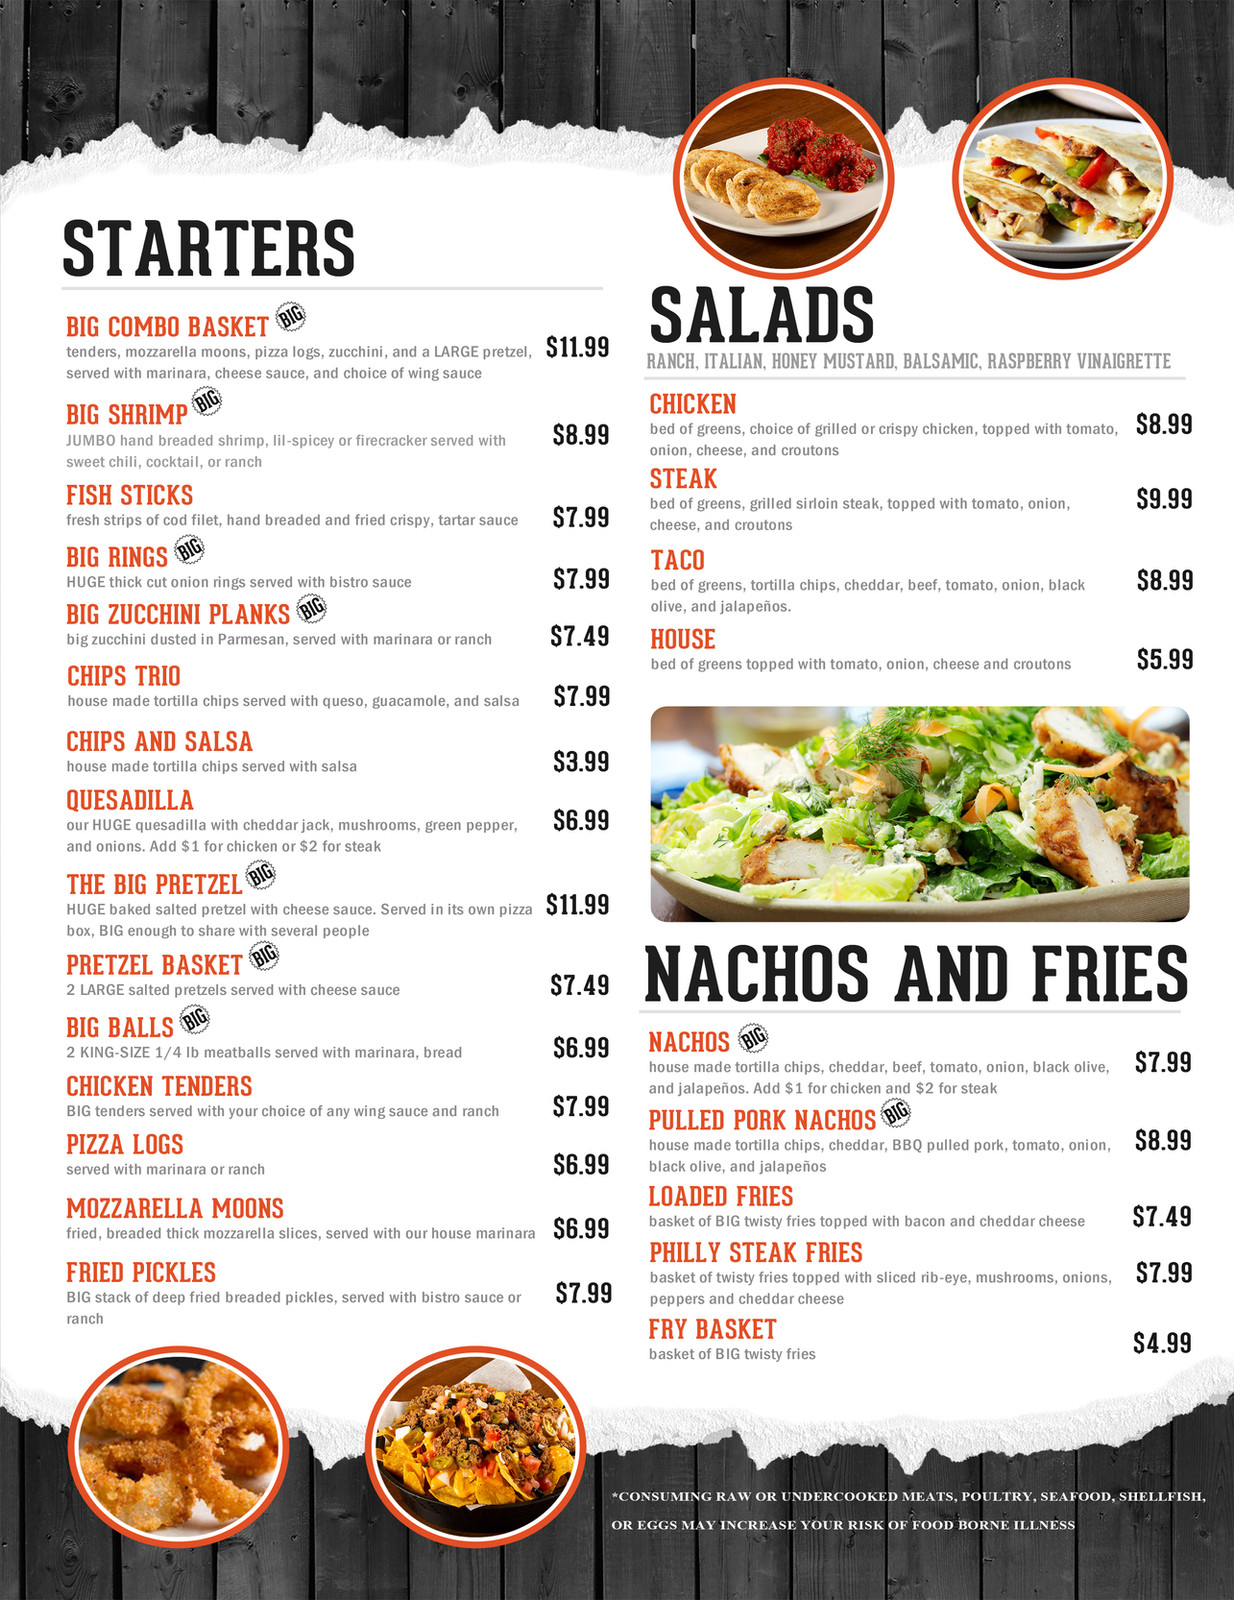 STARTERS
BIG COMBO BASKET BIG
tenders, mozzarella moons, pizza logs, zucchini, and a LARGE pretzel, $11.99
served with marinara, cheese sauce, and choice of wing sauce
BIG SHRIMP BIG
JUMBO hand breaded shrimp, lil-spicey or firecracker served with $8.99
sweet chili, cocktail, or ranch
FISH STICKS
fresh strips of cod filet, hand breaded and fried crispy, tartar sauce $7.99
BIG RINGS BIG
HUGE thick cut onion rings served with bistro sauce $7.99
BIG ZUCCHINI PLANKS BIG
big zucchini dusted in Parmesan, served with marinara or ranch $7.49
CHIPS TRIO
house made tortilla chips served with queso, guacamole, and salsa $7.99
CHIPS AND SALSA
house made tortilla chips served with salsa $3.99
QUESADILLA
our HUGE quesadilla with cheddar jack, mushrooms, green pepper, $6.99
and onions. Add $1 for chicken or $2 for steak
THE BIG PRETZEL BIG
HUGE baked salted pretzel with cheese sauce. Served in its own pizza $11.99
box, BIG enough to share with several people
PRETZEL BASKET BIG
2 LARGE salted pretzels served with cheese sauce $7.49
BIG BALLS BIG
2 KING-SIZE 1/4 lb meatballs served with marinara, bread $6.99
CHICKEN TENDERS
BIG tenders served with your choice of any wing sauce and ranch $7.99
PIZZA LOGS
served with marinara or ranch $6.99
MOZZARELLA MOONS
fried, breaded thick mozzarella slices, served with our house marinara $6.99
FRIED PICKLES
BIG stack of deep fried breaded pickles, served with bistro sauce or $7.99
ranch
SALADS
RANCH, ITALIAN, HONEY MUSTARD, BALSAMIC, RASPBERRY VINAIGRETTE
CHICKEN
bed of greens, choice of grilled or crispy chicken, topped with tomato, $8.99
onion, cheese, and croutons
STEAK
bed of greens, grilled sirloin steak, topped with tomato, onion, $9.99
cheese, and croutons
TACO
bed of greens, tortilla chips, cheddar, beef, tomato, onion, black $8.99
olive, and jalapeños.
HOUSE
bed of greens topped with tomato, onion, cheese and croutons $5.99
NACHOS AND FRIES
NACHOS BIG
house made tortilla chips, cheddar, beef, tomato, onion, black olive, $7.99
and jalapeños. Add $1 for chicken and $2 for steak
PULLED PORK NACHOS BIG
house made tortilla chips, cheddar, BBQ pulled pork, tomato, onion, $8.99
black olive, and jalapeños
LOADED FRIES
basket of BIG twisty fries topped with bacon and cheddar cheese $7.49
PHILLY STEAK FRIES
basket of twisty fries topped with sliced rib-eye, mushrooms, onions, $7.99
peppers and cheddar cheese
FRY BASKET
basket of BIG twisty fries $4.99
*CONSUMING RAW OR UNDERCOOKED MEATS, POULTRY, SEAFOOD, SHELLFISH,
OR EGGS MAY INCREASE YOUR RISK OF FOOD BORNE ILLNESS